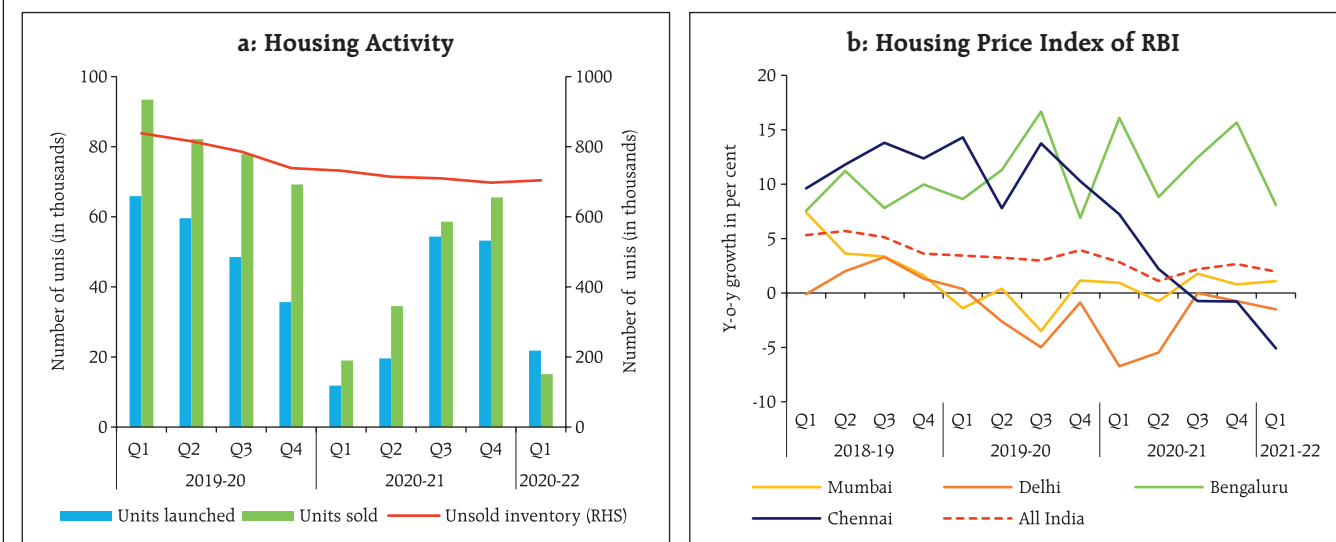 a: Housing Activity
Number of unis (in thousands)
100
80
60
40
20
0
1000
800
600
400
200
0
Number of unis (in thousands)
Q1 Q2 Q3 Q4 Q1 Q2 Q3 Q4 Q1
2019-20 2020-21 2020-22
Units launched Units sold Unsold inventory (RHS)
b: Housing Price Index of RBI
Y-o-y growth in per cent
20
15
10
5
0
-5
-10
Q1 Q2 Q3 Q4 Q1 Q2 Q3 Q4 Q1 Q2 Q3 Q4 Q1
2018-19 2019-20 2020-21 2021-22
Mumbai Delhi Bengaluru
Chennai All India